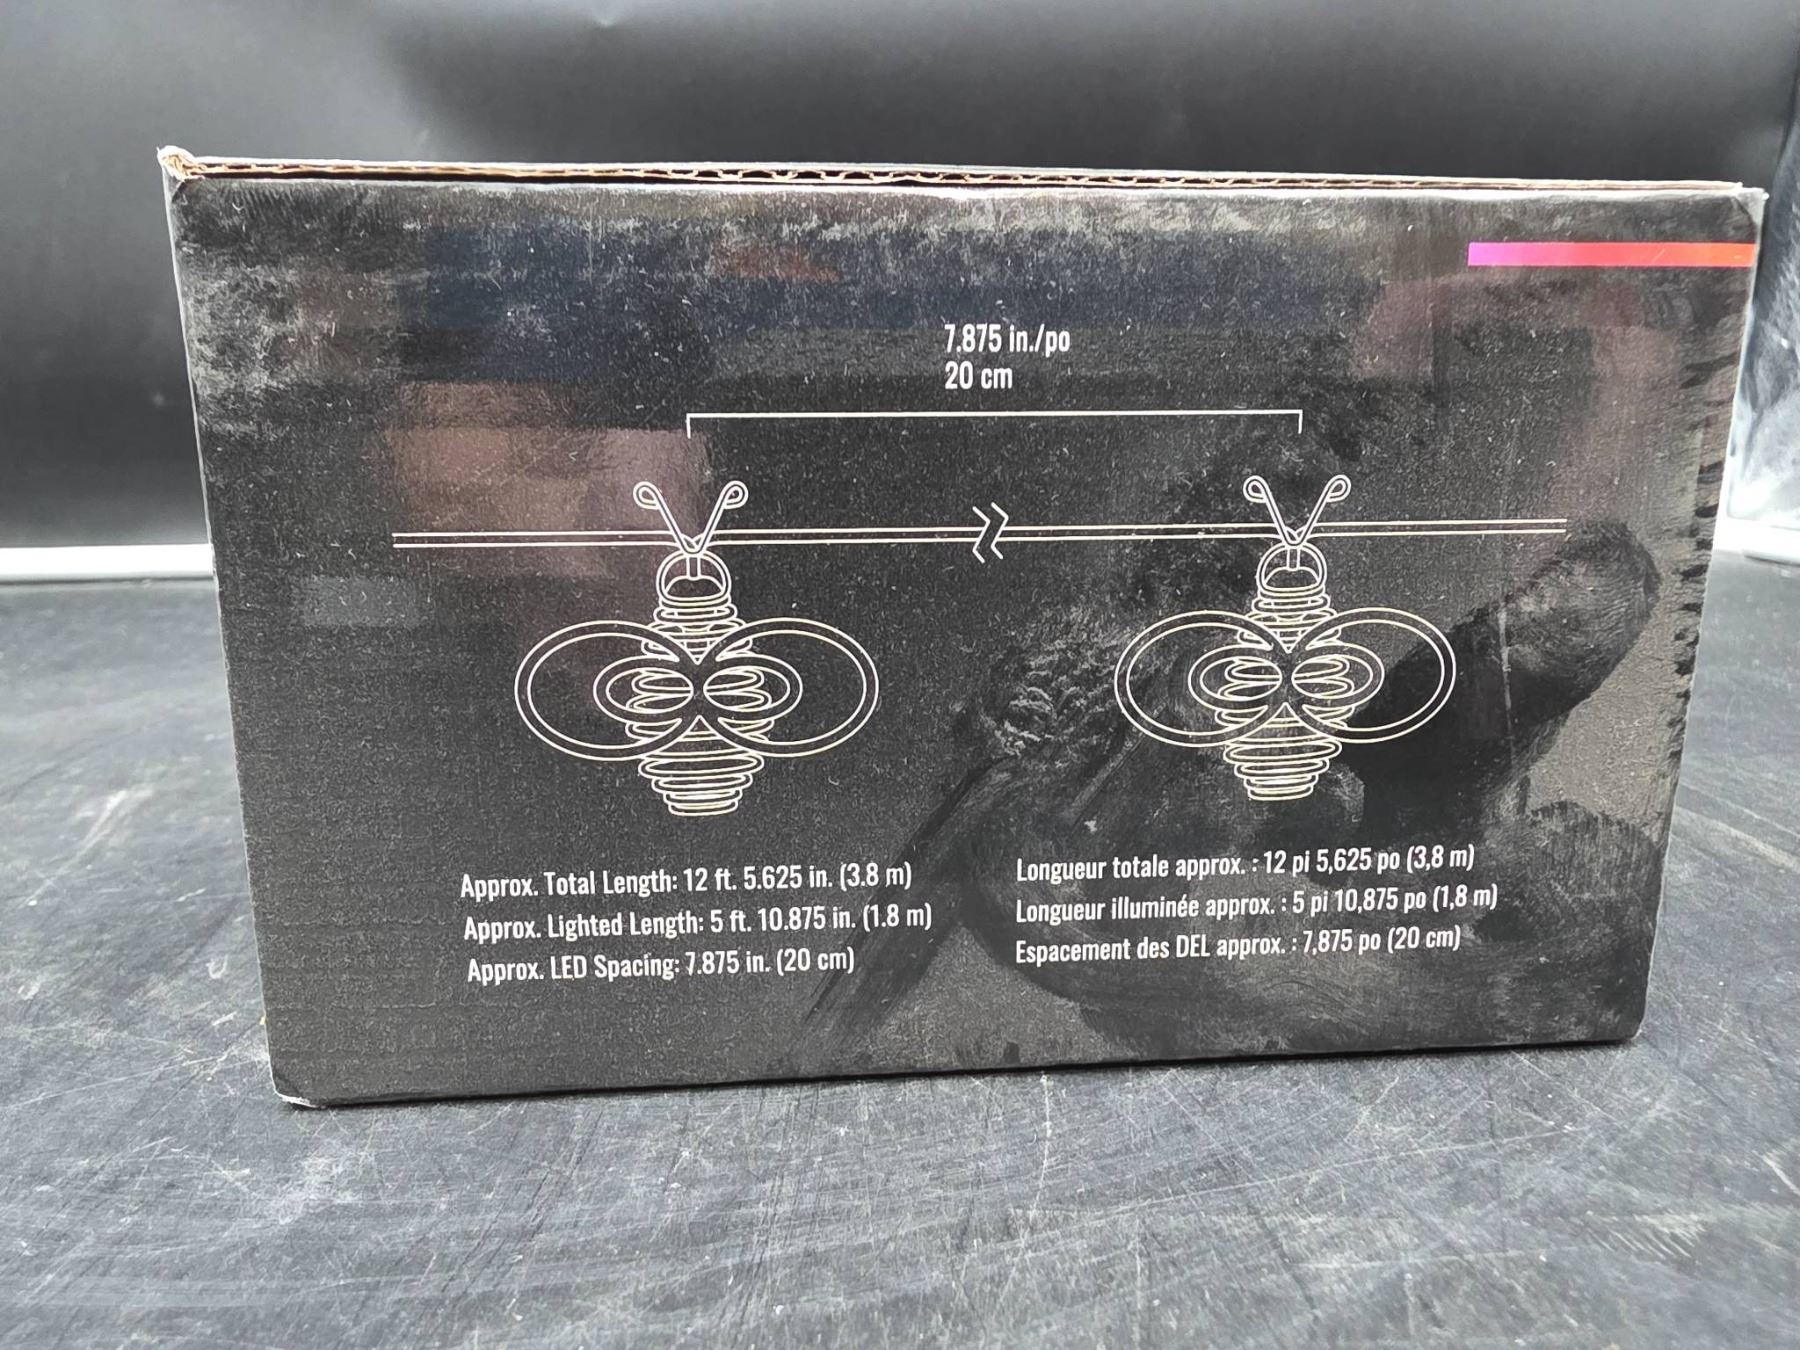 7.875 in./po
20 cm
Approx. Total Length: 12 ft. 5.625 in. (3.8 m)
Approx. Lighted Length: 5 ft. 10.875 in. (1.8 m)
Approx. LED Spacing: 7.875 in. (20 cm)
Longueur totale approx. : 12 pi 5,625 po (3,8 m)
Longueur illuminée approx. : 5 pi 10,875 po (1,8 m)
Espacement des DEL approx. : 7,875 po (20 cm)